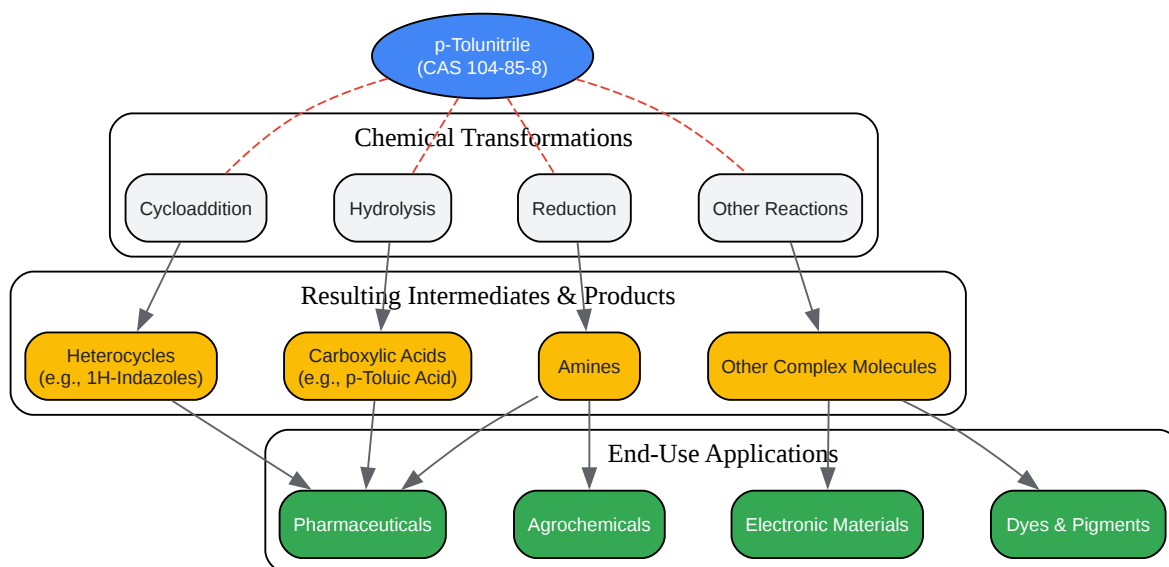 p-Tolunitrile
(CAS 104-85-8)
Chemical Transformations
Cycloaddition
Hydrolysis
Reduction
Other Reactions
Resulting Intermediates & Products
Heterocycles
(e.g., 1H-Indazoles)
Carboxylic Acids
(e.g., p-Toluic Acid)
Amines
Other Complex Molecules
End-Use Applications
Pharmaceuticals
Agrochemicals
Electronic Materials
Dyes & Pigments